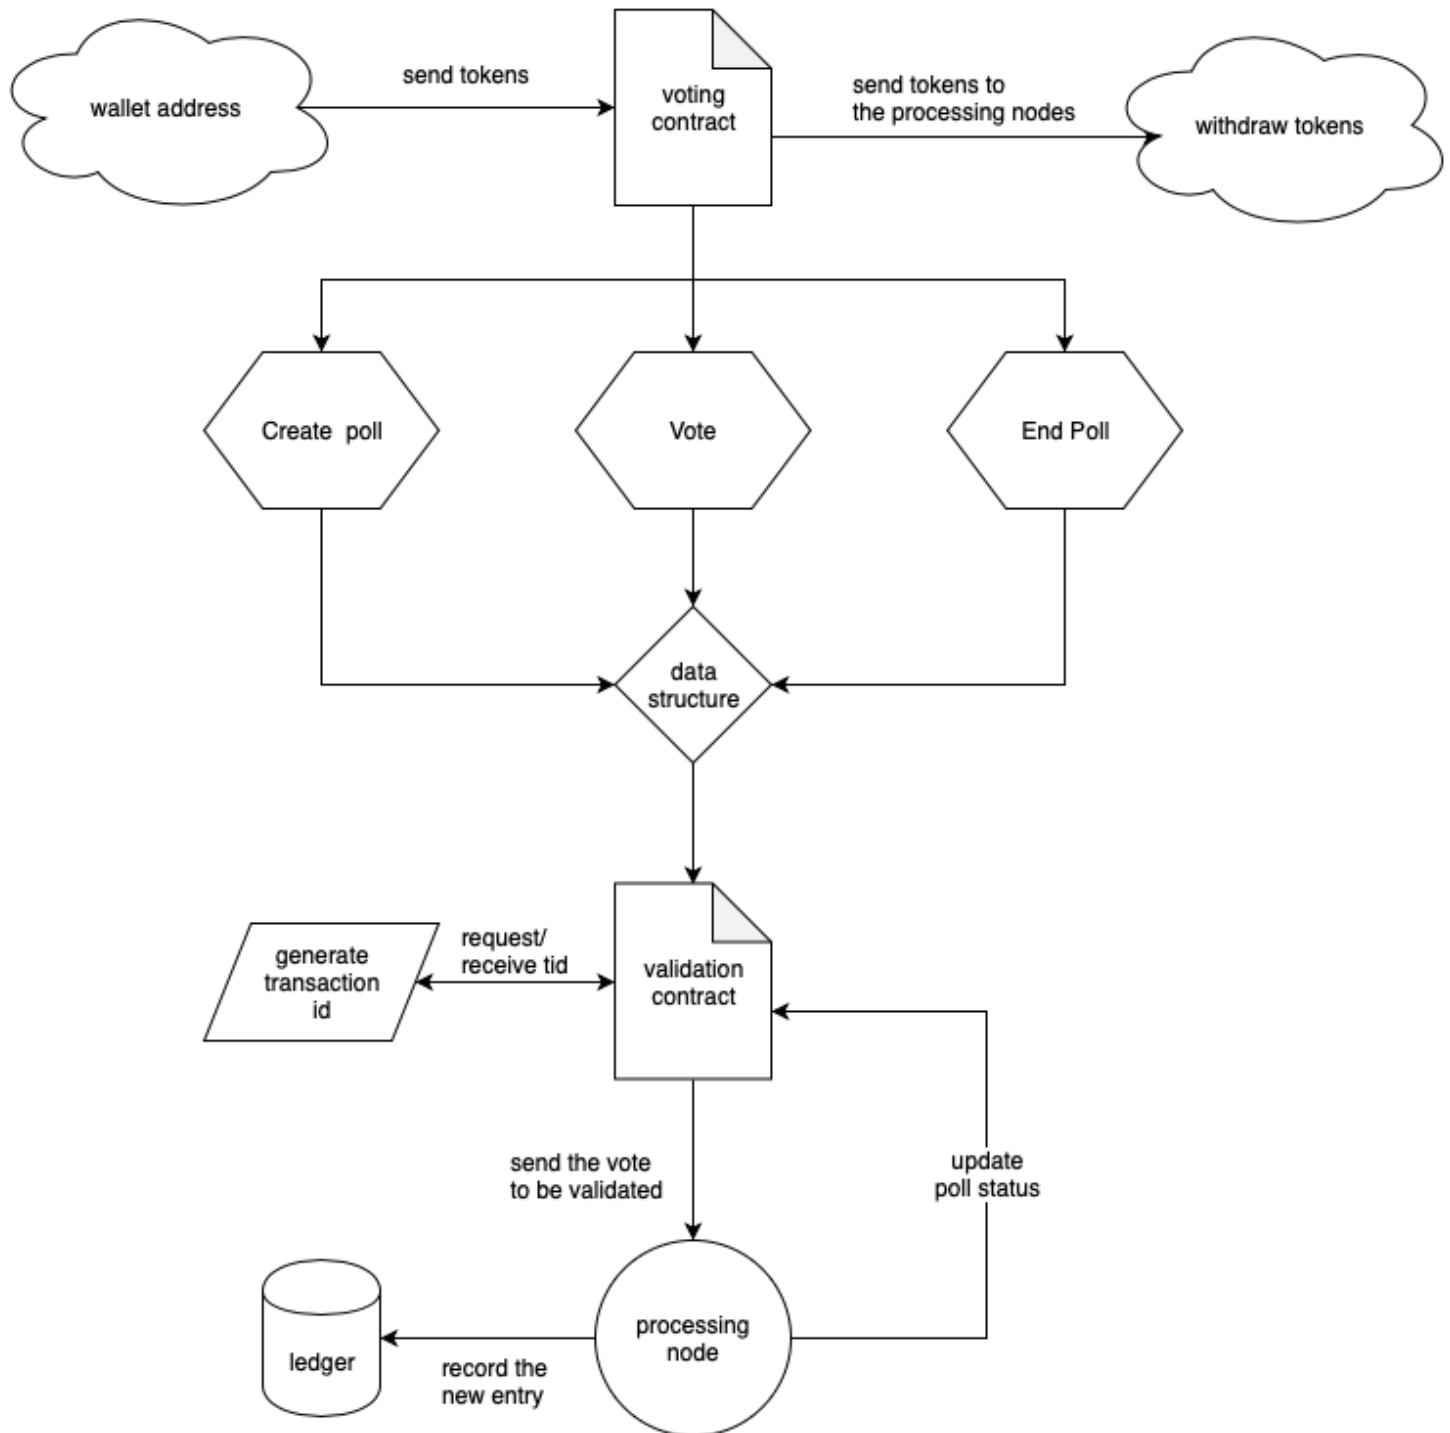 wallet address
send tokens
voting
contract
send tokens to
the processing nodes
withdraw tokens
Create  poll
Vote
End Poll
data
structure
generate
transaction
id
request/
receive tid
validation
contract
send the vote
to be validated
update
poll status
ledger
record the
new entry
processing
node